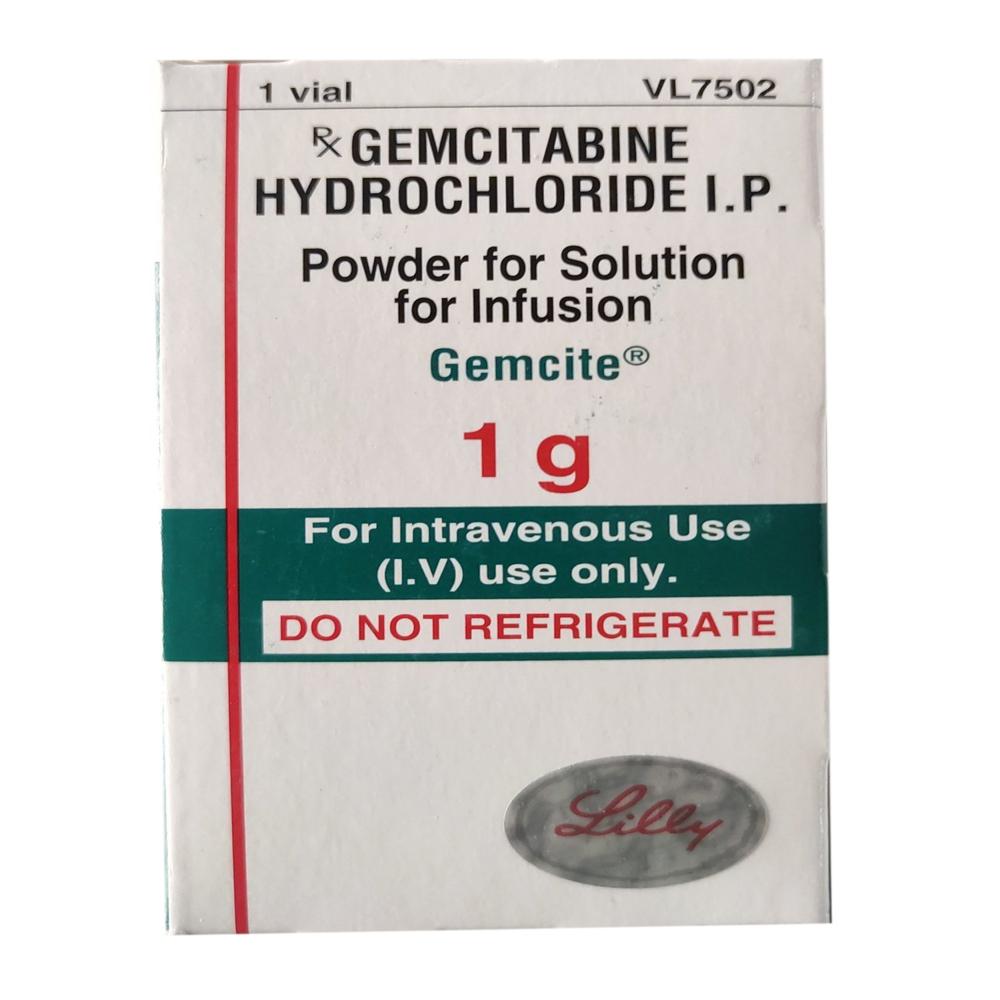 1 vial VL7502
℞ GEMCITABINE
HYDROCHLORIDE I.P.
Powder for Solution
for Infusion
Gemcite®
1 g
For Intravenous Use
(I.V) use only.
DO NOT REFRIGERATE
Lilly